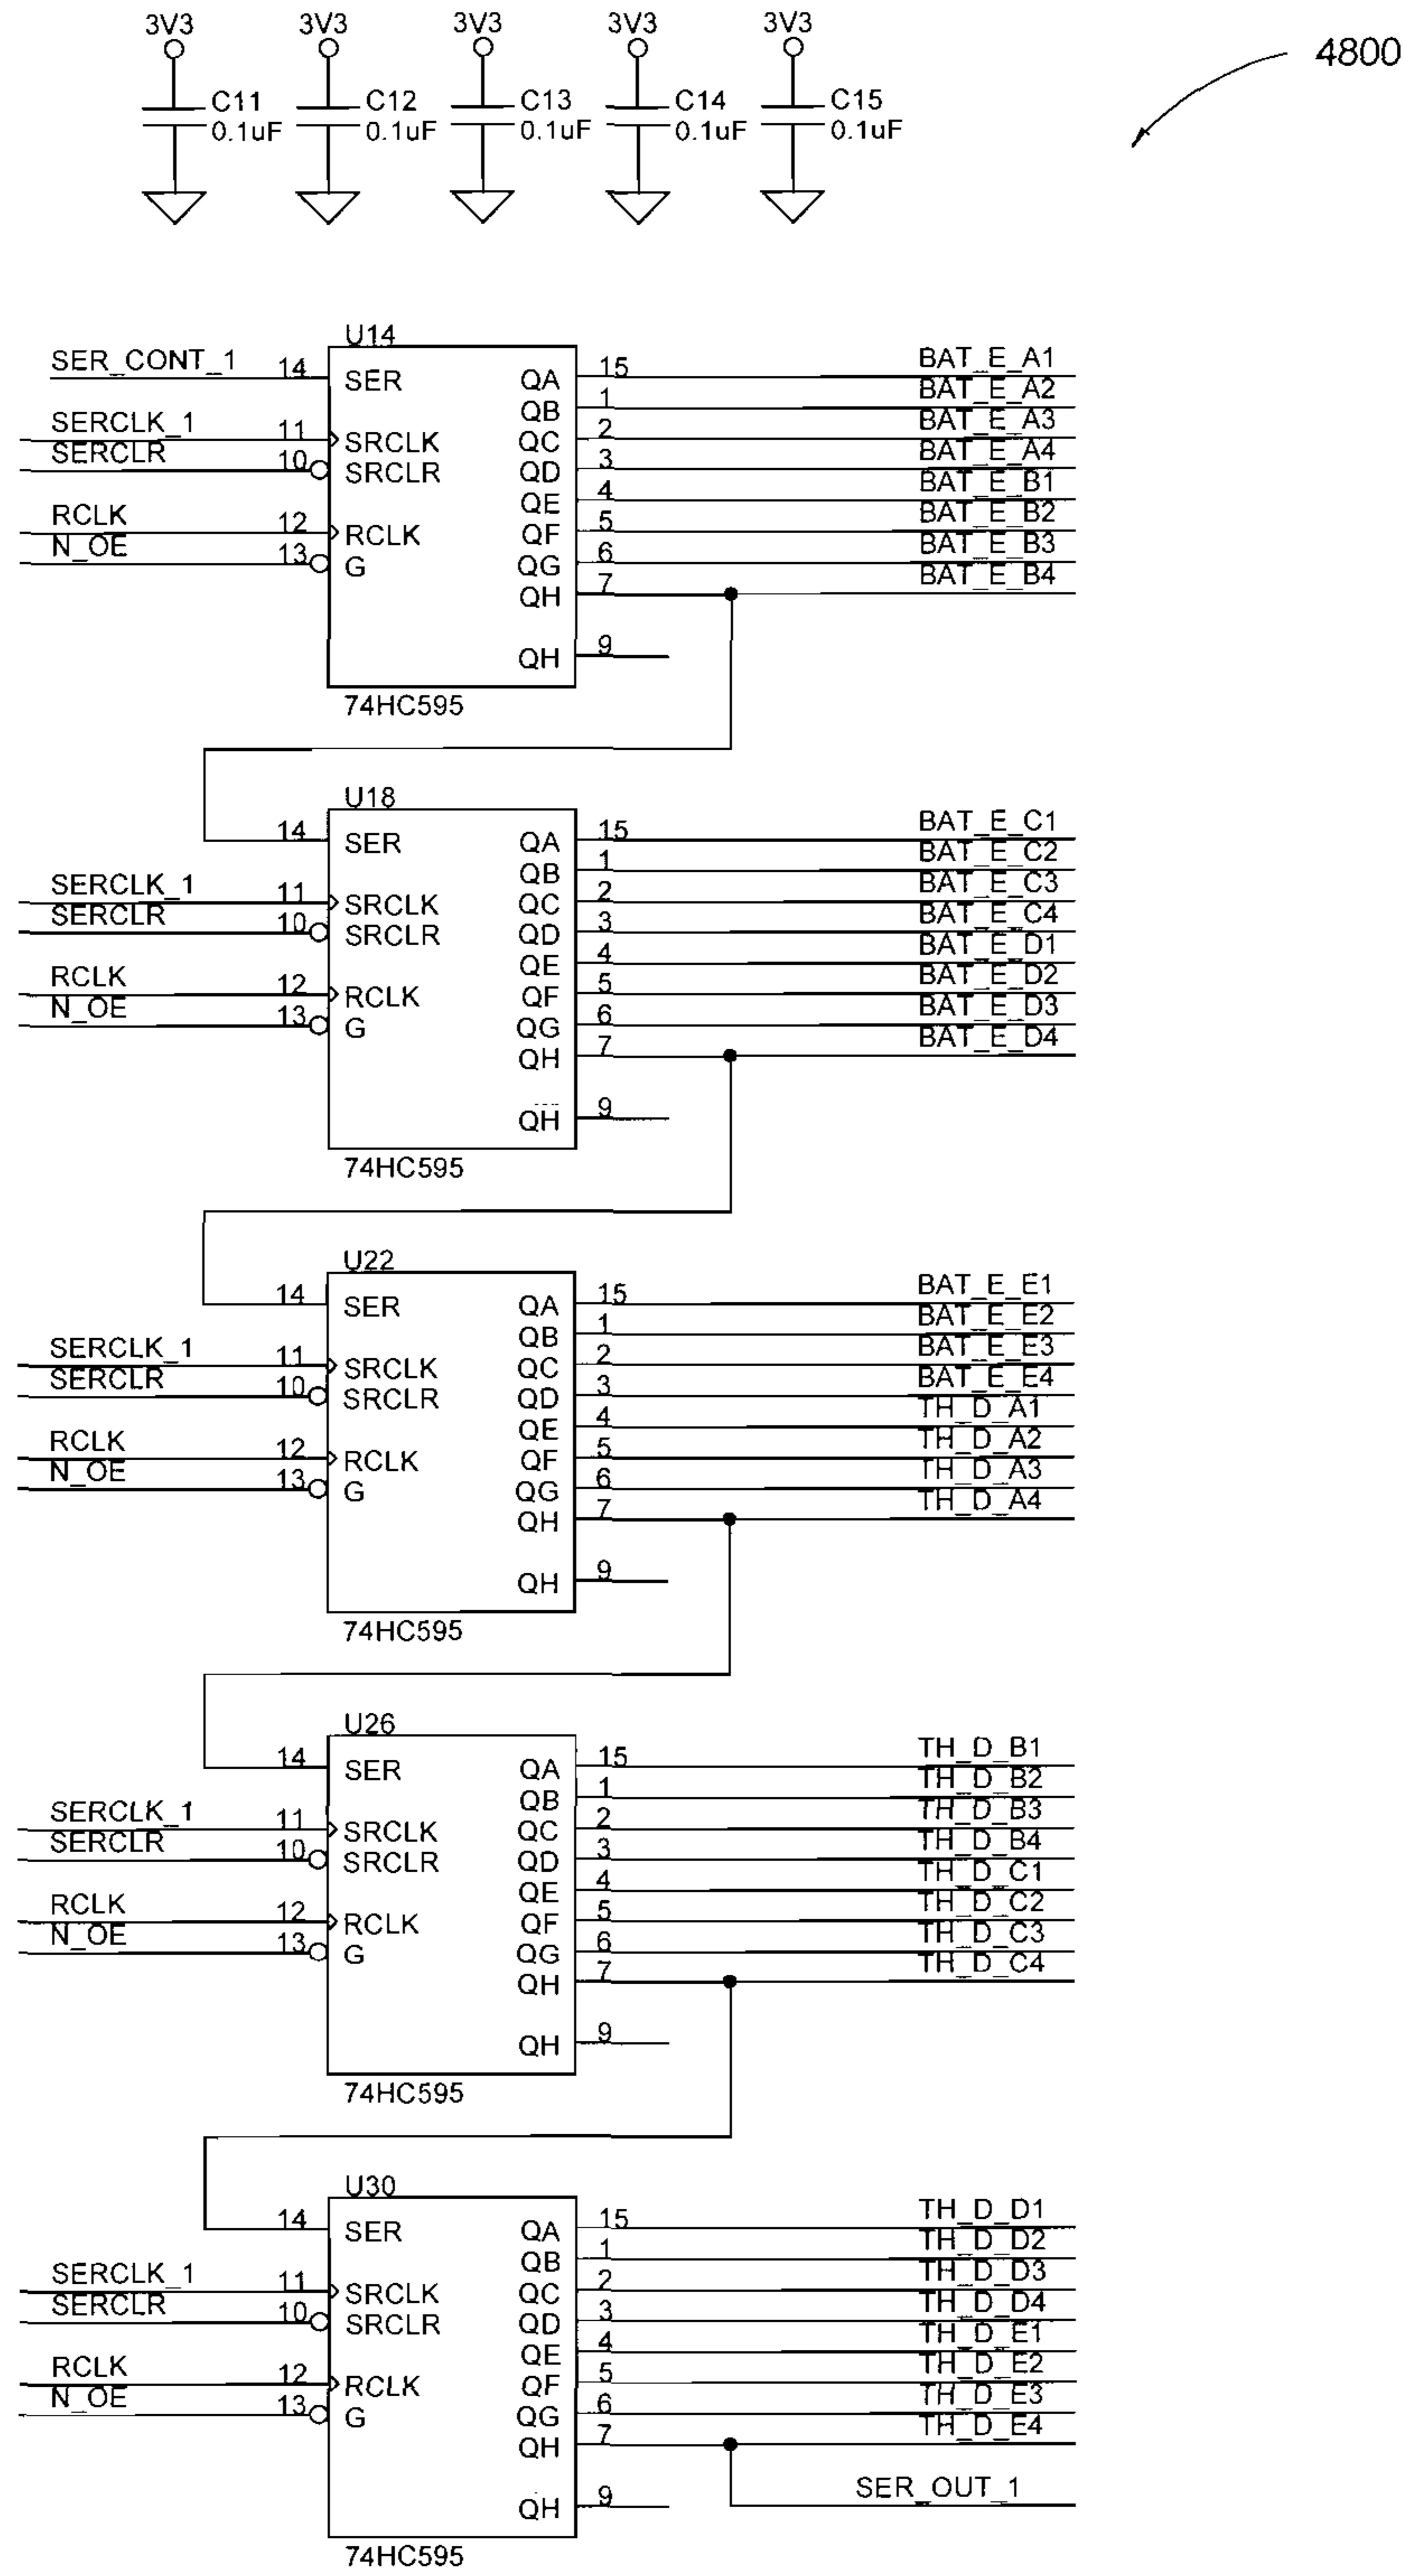 3V3 3V3 3V3 3V3 3V3
4800
C11 C12 C13 C14 C15
0.1uF 0.1uF 0.1uF 0.1uF 0.1uF
U14
SER_CONT_1 14 SER QA 15 BAT_E_A1
QB 1 BAT_E_A2
SERCLK_1 11 SRCLK QC 2 BAT_E_A3
SERCLR 10 SRCLR QD 3 BAT_E_A4
QE 4 BAT_E_B1
RCLK 12 RCLK QF 5 BAT_E_B2
N_OE 13 G QG 6 BAT_E_B3
QH 7 BAT_E_B4
QH 9
74HC595
U18
14 SER QA 15 BAT_E_C1
QB 1 BAT_E_C2
SERCLK_1 11 SRCLK QC 2 BAT_E_C3
SERCLR 10 SRCLR QD 3 BAT_E_C4
QE 4 BAT_E_D1
RCLK 12 RCLK QF 5 BAT_E_D2
N_OE 13 G QG 6 BAT_E_D3
QH 7 BAT_E_D4
QH 9
74HC595
U22
14 SER QA 15 BAT_E_E1
QB 1 BAT_E_E2
SERCLK_1 11 SRCLK QC 2 BAT_E_E3
SERCLR 10 SRCLR QD 3 BAT_E_E4
QE 4 TH_D_A1
RCLK 12 RCLK QF 5 TH_D_A2
N_OE 13 G QG 6 TH_D_A3
QH 7 TH_D_A4
QH 9
74HC595
U26
14 SER QA 15 TH_D_B1
QB 1 TH_D_B2
SERCLK_1 11 SRCLK QC 2 TH_D_B3
SERCLR 10 SRCLR QD 3 TH_D_B4
QE 4 TH_D_C1
RCLK 12 RCLK QF 5 TH_D_C2
N_OE 13 G QG 6 TH_D_C3
QH 7 TH_D_C4
QH 9
74HC595
U30
14 SER QA 15 TH_D_D1
QB 1 TH_D_D2
SERCLK_1 11 SRCLK QC 2 TH_D_D3
SERCLR 10 SRCLR QD 3 TH_D_D4
QE 4 TH_D_E1
RCLK 12 RCLK QF 5 TH_D_E2
N_OE 13 G QG 6 TH_D_E3
QH 7 TH_D_E4
QH 9 SER_OUT_1
74HC595